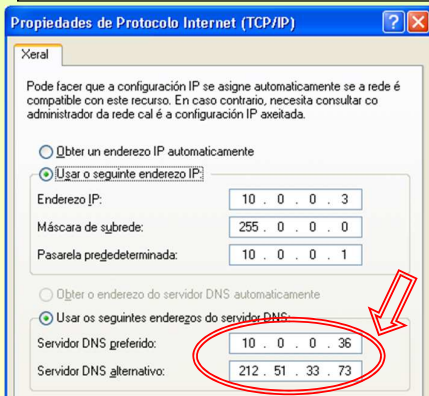 Propiedades de Protocolo Internet (TCP/IP)
Xeral
Pode facer que a configuración IP se asigne automaticamente se a rede é
compatible con este recurso. En caso contrario, necesita consultar co
administrador da rede cal é a configuración IP axeitada.
Obter un enderezo IP automaticamente
Usar o seguinte enderezo IP:
Enderezo IP: 10 . 0 . 0 . 3
Máscara de subrede: 255 . 0 . 0 . 0
Pasarela predeterminada: 10 . 0 . 0 . 1
Obter o enderezo do servidor DNS automaticamente
Usar os seguintes enderezos do servidor DNS:
Servidor DNS preferido: 10 . 0 . 0 . 36
Servidor DNS alternativo: 212 . 51 . 33 . 73